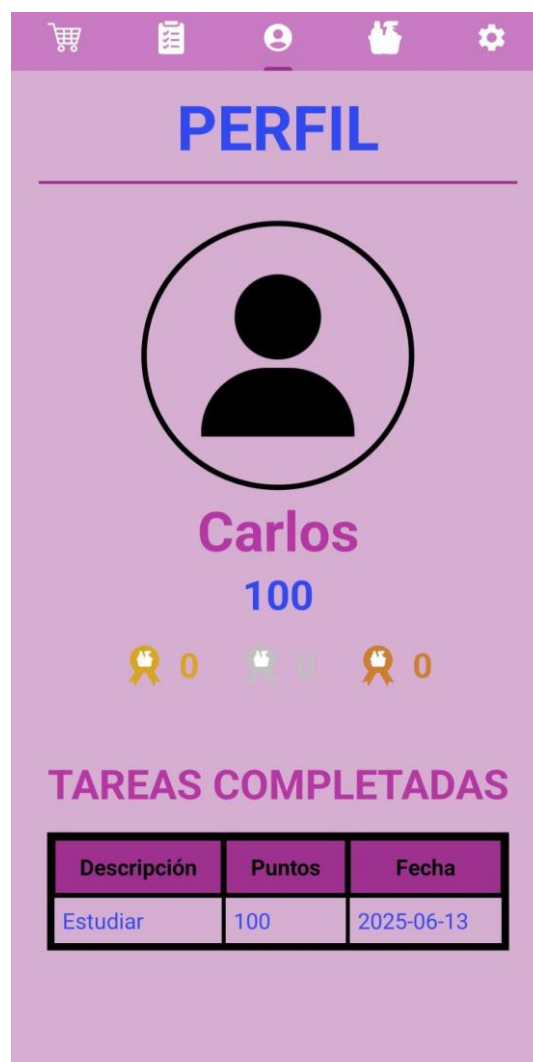 PERFIL
Carlos
100
0 0 0
TAREAS COMPLETADAS
Descripción Puntos Fecha
Estudiar 100 2025-06-13